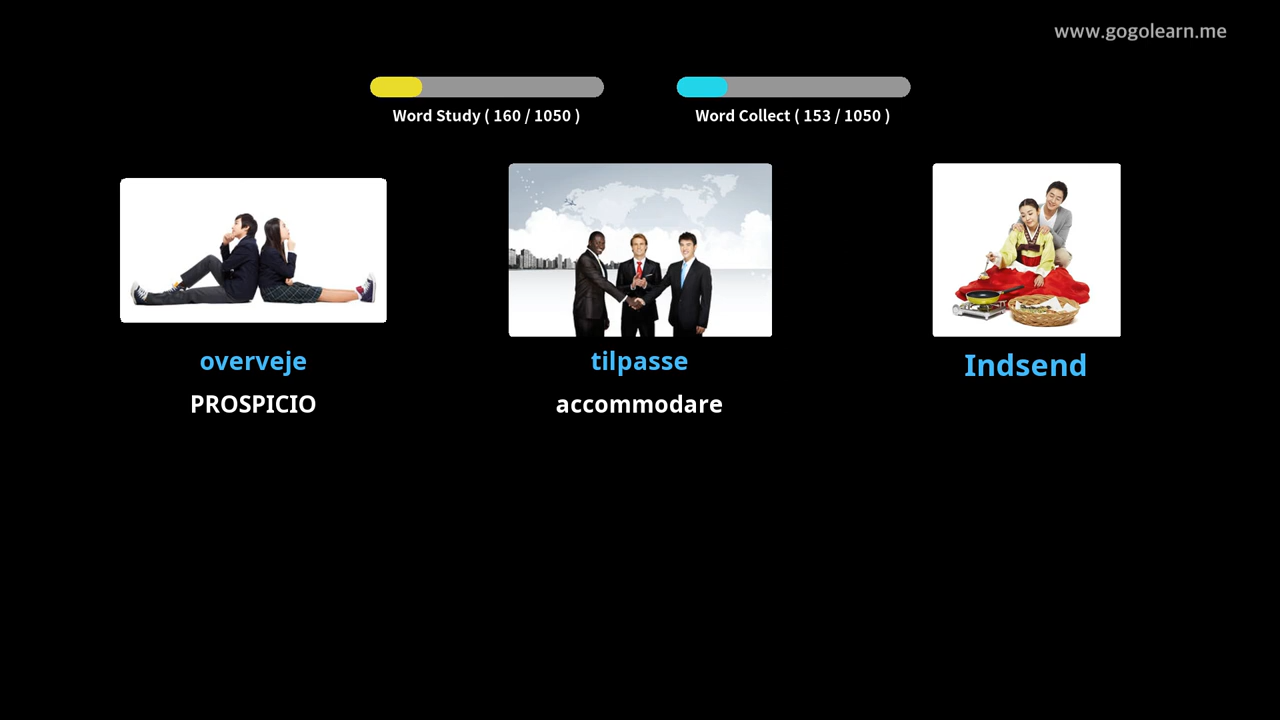 www.gogolearn.me
Word Study ( 160 / 1050 )
Word Collect ( 153 / 1050 )
overveje
tilpasse
Indsend
PROSPICIO
accommodare